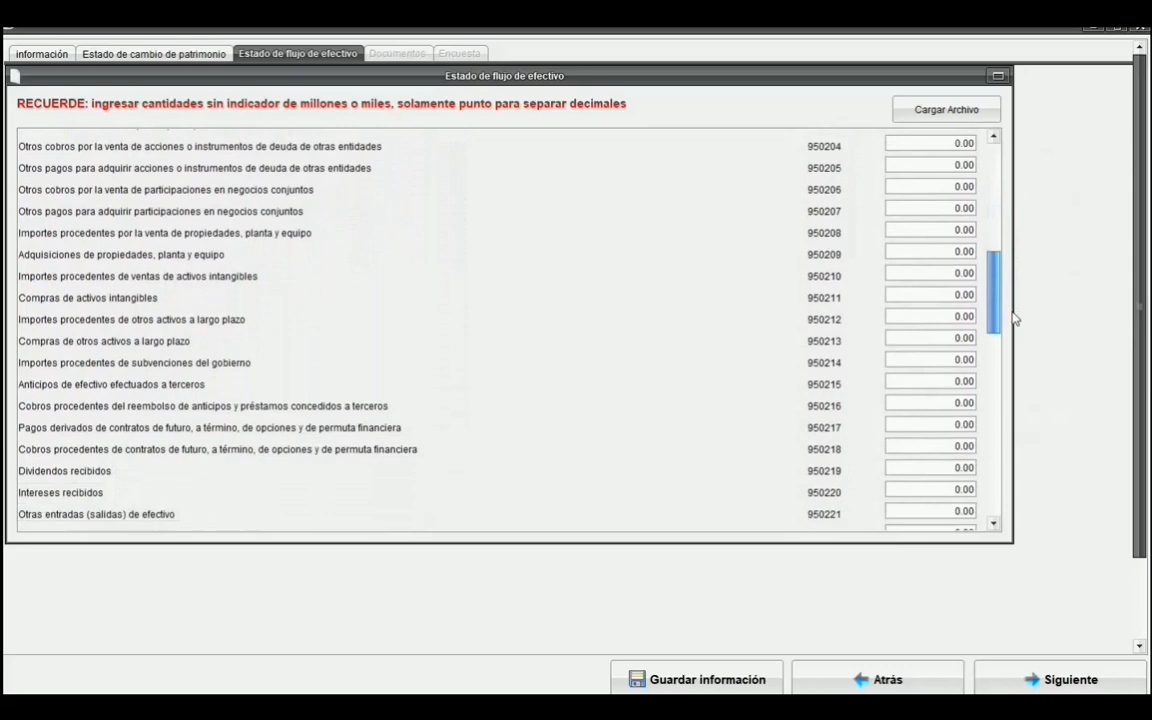 información Estado de cambio de patrimonio Estado de flujo de efectivo Documentos Encuesta
Estado de flujo de efectivo
RECUERDE: ingresar cantidades sin indicador de millones o miles, solamente punto para separar decimales
Cargar Archivo
Otros cobros por la venta de acciones o instrumentos de deuda de otras entidades 950204 0.00
Otros pagos para adquirir acciones o instrumentos de deuda de otras entidades 950205 0.00
Otros cobros por la venta de participaciones en negocios conjuntos 950206 0.00
Otros pagos para adquirir participaciones en negocios conjuntos 950207 0.00
Importes procedentes por la venta de propiedades, planta y equipo 950208 0.00
Adquisiciones de propiedades, planta y equipo 950209 0.00
Importes procedentes de ventas de activos intangibles 950210 0.00
Compras de activos intangibles 950211 0.00
Importes procedentes de otros activos a largo plazo 950212 0.00
Compras de otros activos a largo plazo 950213 0.00
Importes procedentes de subvenciones del gobierno 950214 0.00
Anticipos de efectivo efectuados a terceros 950215 0.00
Cobros procedentes del reembolso de anticipos y préstamos concedidos a terceros 950216 0.00
Pagos derivados de contratos de futuro, a término, de opciones y de permuta financiera 950217 0.00
Cobros procedentes de contratos de futuro, a término, de opciones y de permuta financiera 950218 0.00
Dividendos recibidos 950219 0.00
Intereses recibidos 950220 0.00
Otras entradas (salidas) de efectivo 950221 0.00
Guardar información Atrás Siguiente